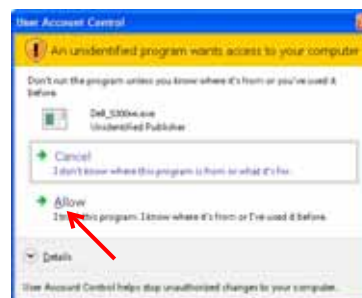 User Account Control
An unidentified program wants access to your computer
Don't run the program unless you know where it's from or you've used it
before.
Unidentified Publisher
Cancel
I don't know where this program is from or what it's for.
Allow
I trust this program. I know where it's from or I've used it before.
Details
User Account Control helps stop unauthorized changes to your computer.